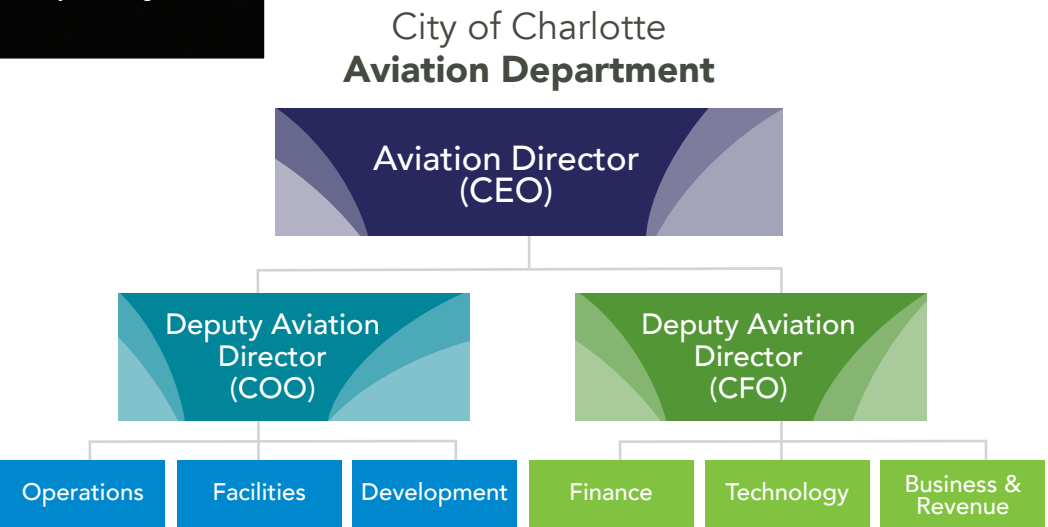 City of Charlotte
Aviation Department
Aviation Director
(CEO)
Deputy Aviation
Director
(COO)
Deputy Aviation
Director
(CFO)
Operations
Facilities
Development
Finance
Technology
Business &
Revenue